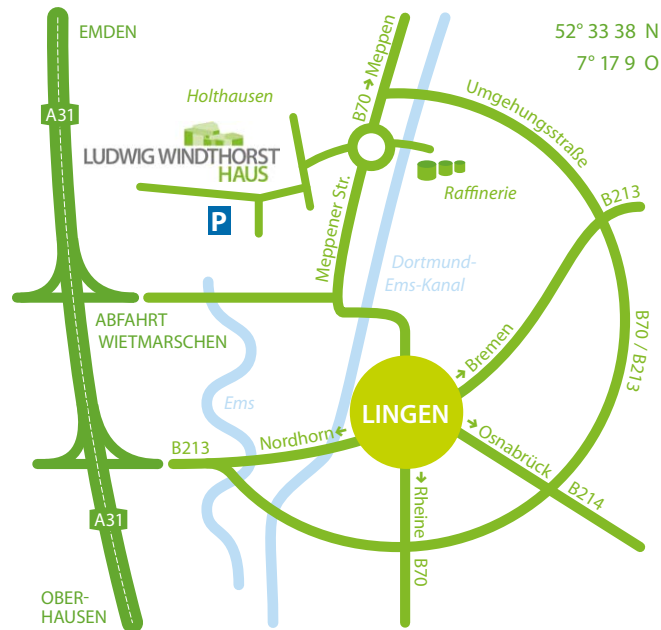 EMDEN
52° 33 38 N
7° 17 9 O
A31
Holthausen
B70 → Meppen
Umgehungsstraße
LUDWIG WINDTHORST
HAUS
Raffinerie
B213
P
Meppener Str.
Dortmund-
Ems-Kanal
ABFAHRT
WIETMARSCHEN
B70 / B213
Bremen
Ems
LINGEN
Nordhorn
B213
Osnabrück
B214
Rheine
B70
A31
OBER-
HAUSEN